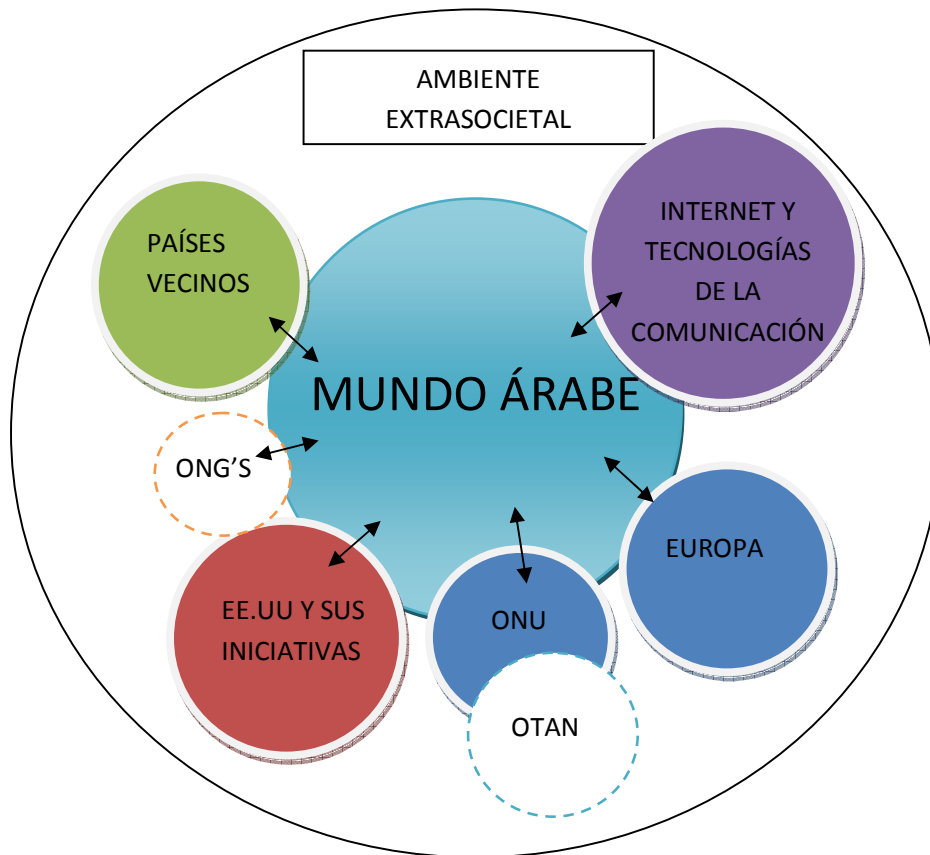 AMBIENTE
EXTRASOCIETAL
PAÍSES
VECINOS
INTERNET Y
TECNOLOGÍAS
DE LA
COMUNICACIÓN
MUNDO ÁRABE
ONG’S
EUROPA
EE.UU Y SUS
INICIATIVAS
ONU
OTAN